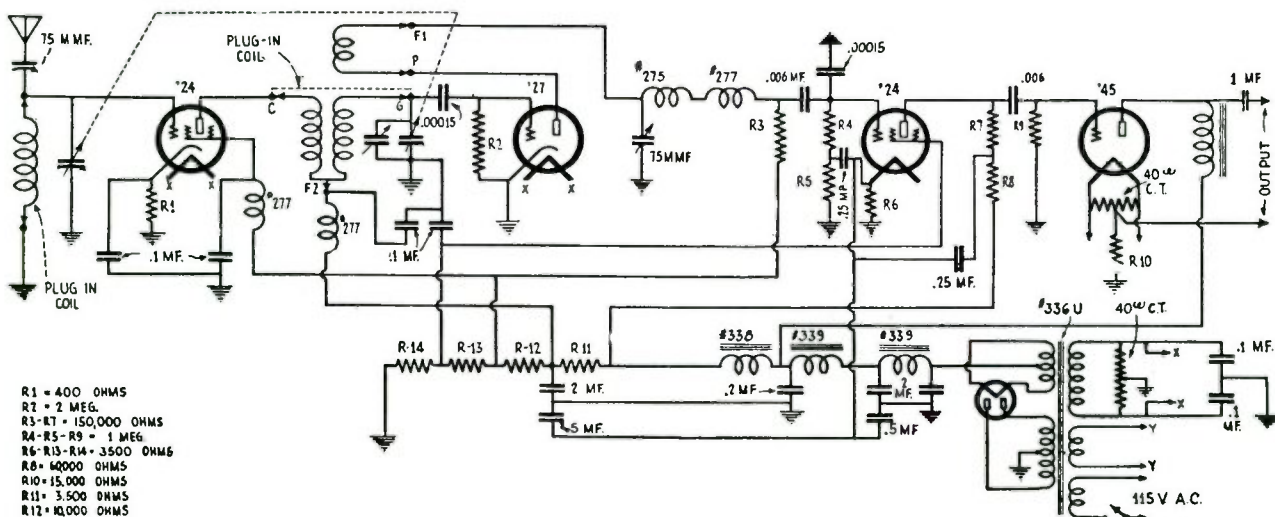 75 MMF.
PLUG-IN
COIL
F1
P
C
G
.00015
'24
'27
R1
#277
.1 MF.
PLUG IN
COIL
X
X
F2
#277
R2
X
X
.1 MF.
75 MMF
#275
#277
R3
.006 MF.
.00015
R4
R5
.25 MF
'24
R6
R7
R8
.25 MF.
.006
R9
'45
40ω
C.T.
R10
1 MF
OUTPUT
R-14
R-13
R-12
R11
2 MF.
.5 MF.
#338
#339
#339
.2 MF
2
MF.
.5 MF
#336 U
40ω C.T.
X
X
.1 MF.
.1
MF.
Y
Y
115 V A.C.
R1 = 400 OHMS
R2 = 2 MEG.
R3-R7 = 150,000 OHMS
R4-R5-R9 = 1 MEG.
R6-R13-R14 = 3500 OHMS
R8 = 60,000 OHMS
R10 = 15,000 OHMS
R11 = 3,500 OHMS
R12 = 10,000 OHMS